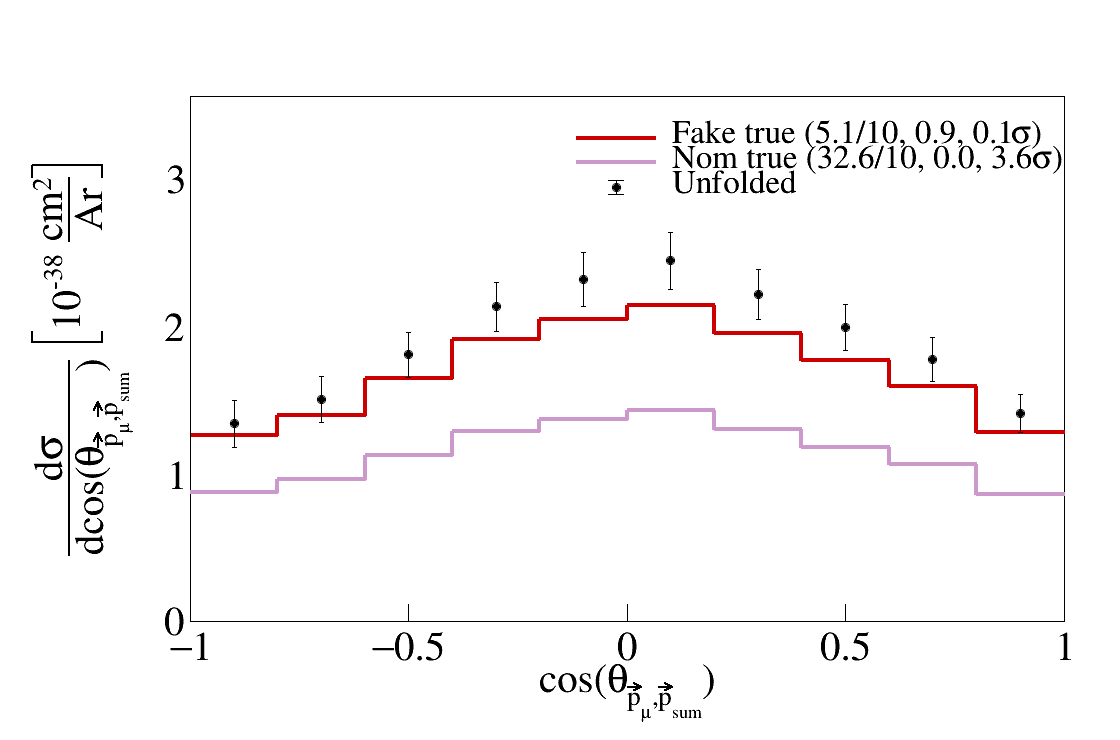 Fake true (5.1/10, 0.9, 0.1σ)
Nom true (32.6/10, 0.0, 3.6σ)
Unfolded
dσ / dcos(θ p⃗μ,p⃗sum) [10-38 cm2 / Ar]
3
2
1
0
−1 −0.5 0 0.5 1
cos(θ p⃗μ,p⃗sum)